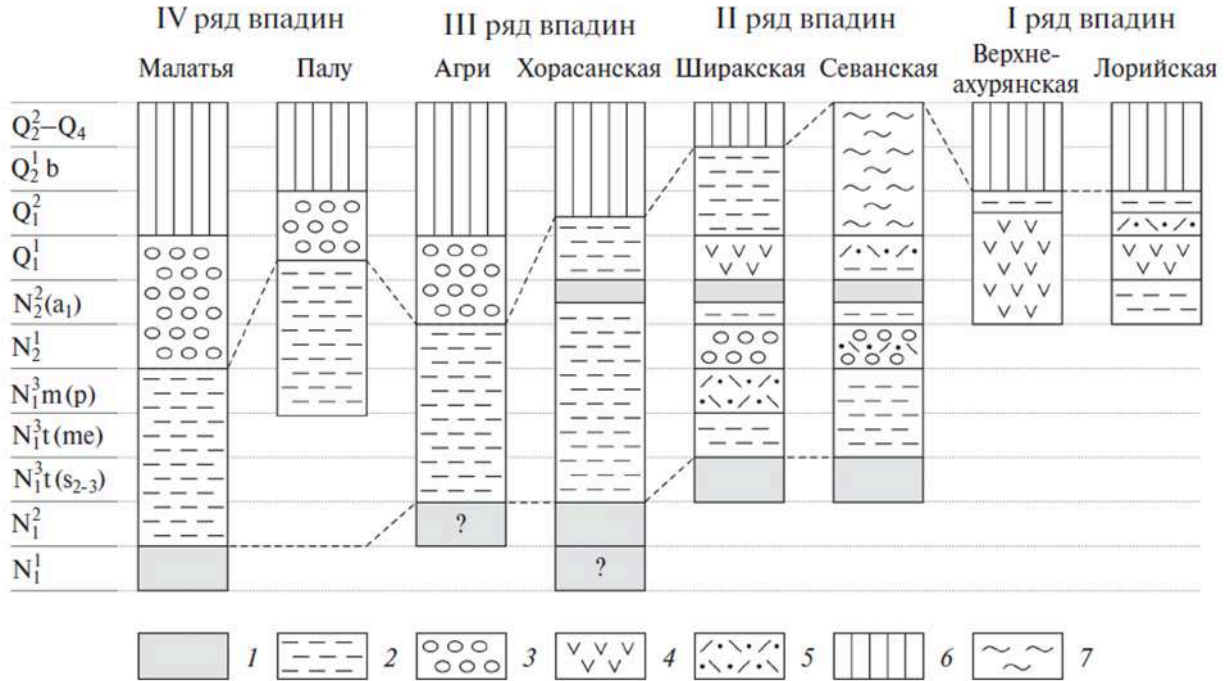 IV ряд впадин III ряд впадин II ряд впадин I ряд впадин
Малатья Палу Агри Хорасанская Ширакская Севанская Верхне-ахурянская Лорийская
Q₂²–Q₄
Q₂¹ b
Q₁²
Q₁¹
N₂²(a₁)
N₂¹
N₁³m(p)
N₁³t(me)
N₁³t(s₂₋₃)
N₁² ?
N₁¹ ?
1 2 3 4 5 6 7